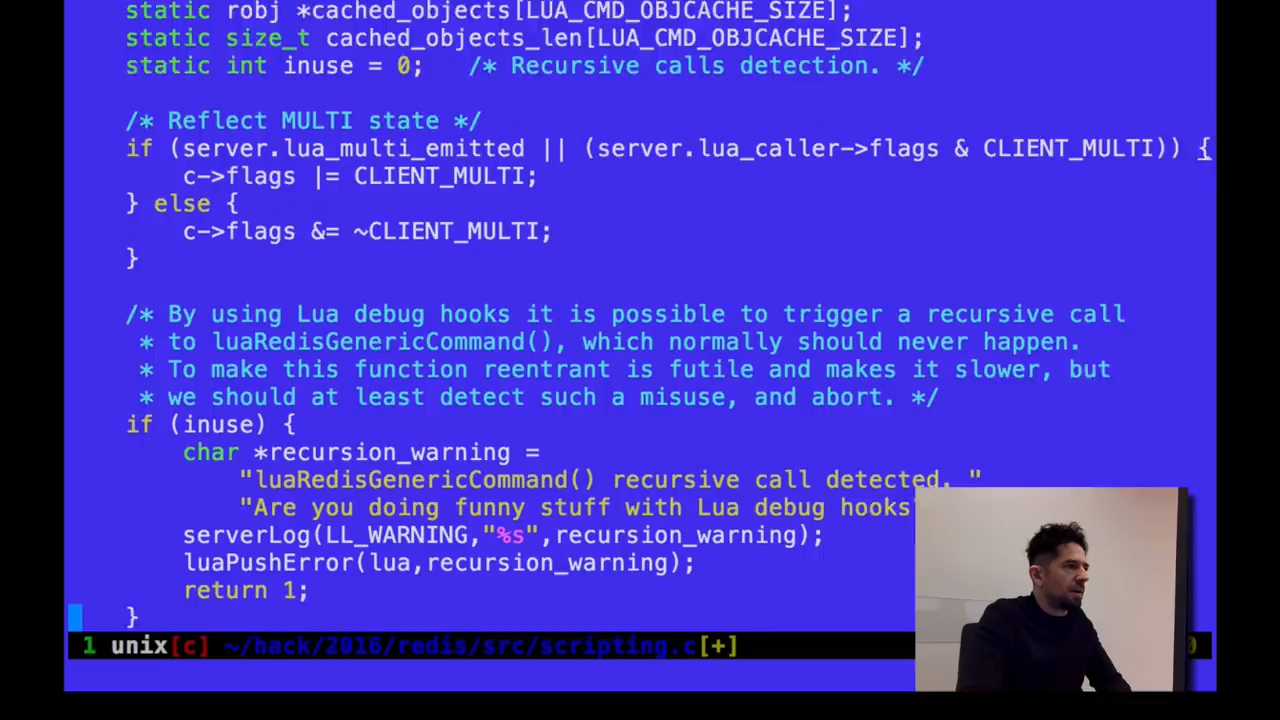 static robj *cached_objects[LUA_CMD_OBJCACHE_SIZE];
static size_t cached_objects_len[LUA_CMD_OBJCACHE_SIZE];
static int inuse = 0;   /* Recursive calls detection. */
/* Reflect MULTI state */
if (server.lua_multi_emitted || (server.lua_caller->flags & CLIENT_MULTI)) {
c->flags |= CLIENT_MULTI;
} else {
c->flags &= ~CLIENT_MULTI;
}
/* By using Lua debug hooks it is possible to trigger a recursive call
* to luaRedisGenericCommand(), which normally should never happen.
* To make this function reentrant is futile and makes it slower, but
* we should at least detect such a misuse, and abort. */
if (inuse) {
char *recursion_warning =
"luaRedisGenericCommand() recursive call detected. "
"Are you doing funny stuff with Lua debug hooks
serverLog(LL_WARNING,"%s",recursion_warning);
luaPushError(lua,recursion_warning);
return 1;
}
1 unix[c] ~/hack/2016/redis/src/scripting.c[+]